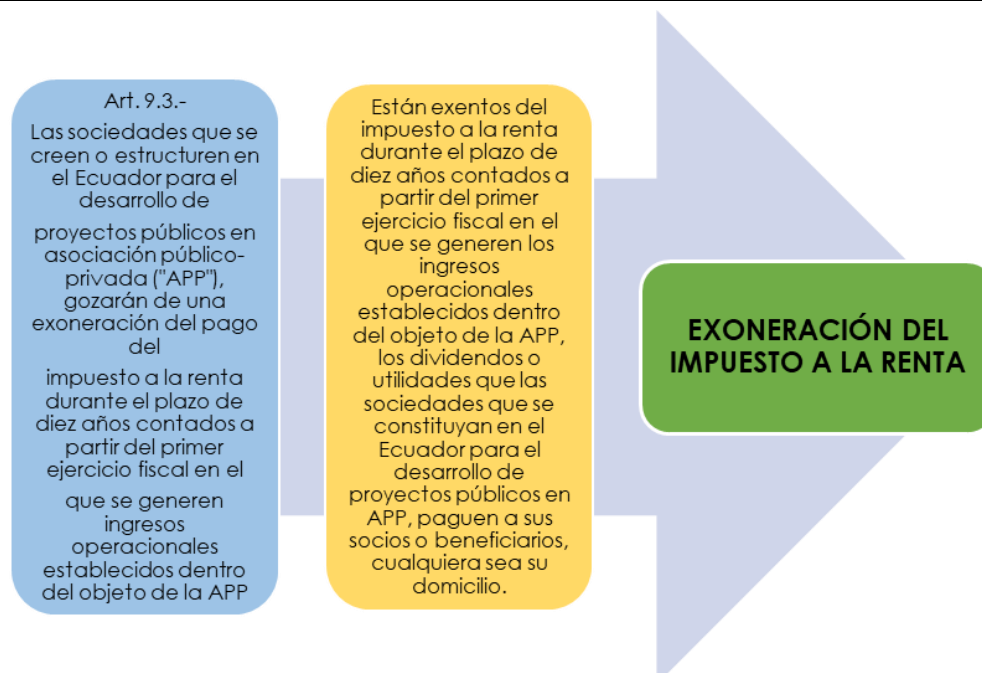 Art. 9.3.-
Las sociedades que se
creen o estructuren en
el Ecuador para el
desarrollo de
proyectos públicos en
asociación público-
privada ("APP"),
gozarán de una
exoneración del pago
del
impuesto a la renta
durante el plazo de
diez años contados a
partir del primer
ejercicio fiscal en el
que se generen
ingresos
operacionales
establecidos dentro
del objeto de la APP
Están exentos del
impuesto a la renta
durante el plazo de
diez años contados a
partir del primer
ejercicio fiscal en el
que se generen los
ingresos
operacionales
establecidos dentro
del objeto de la APP,
los dividendos o
utilidades que las
sociedades que se
constituyan en el
Ecuador para el
desarrollo de
proyectos públicos en
APP, paguen a sus
socios o beneficiarios,
cualquiera sea su
domicilio.
EXONERACIÓN DEL
IMPUESTO A LA RENTA